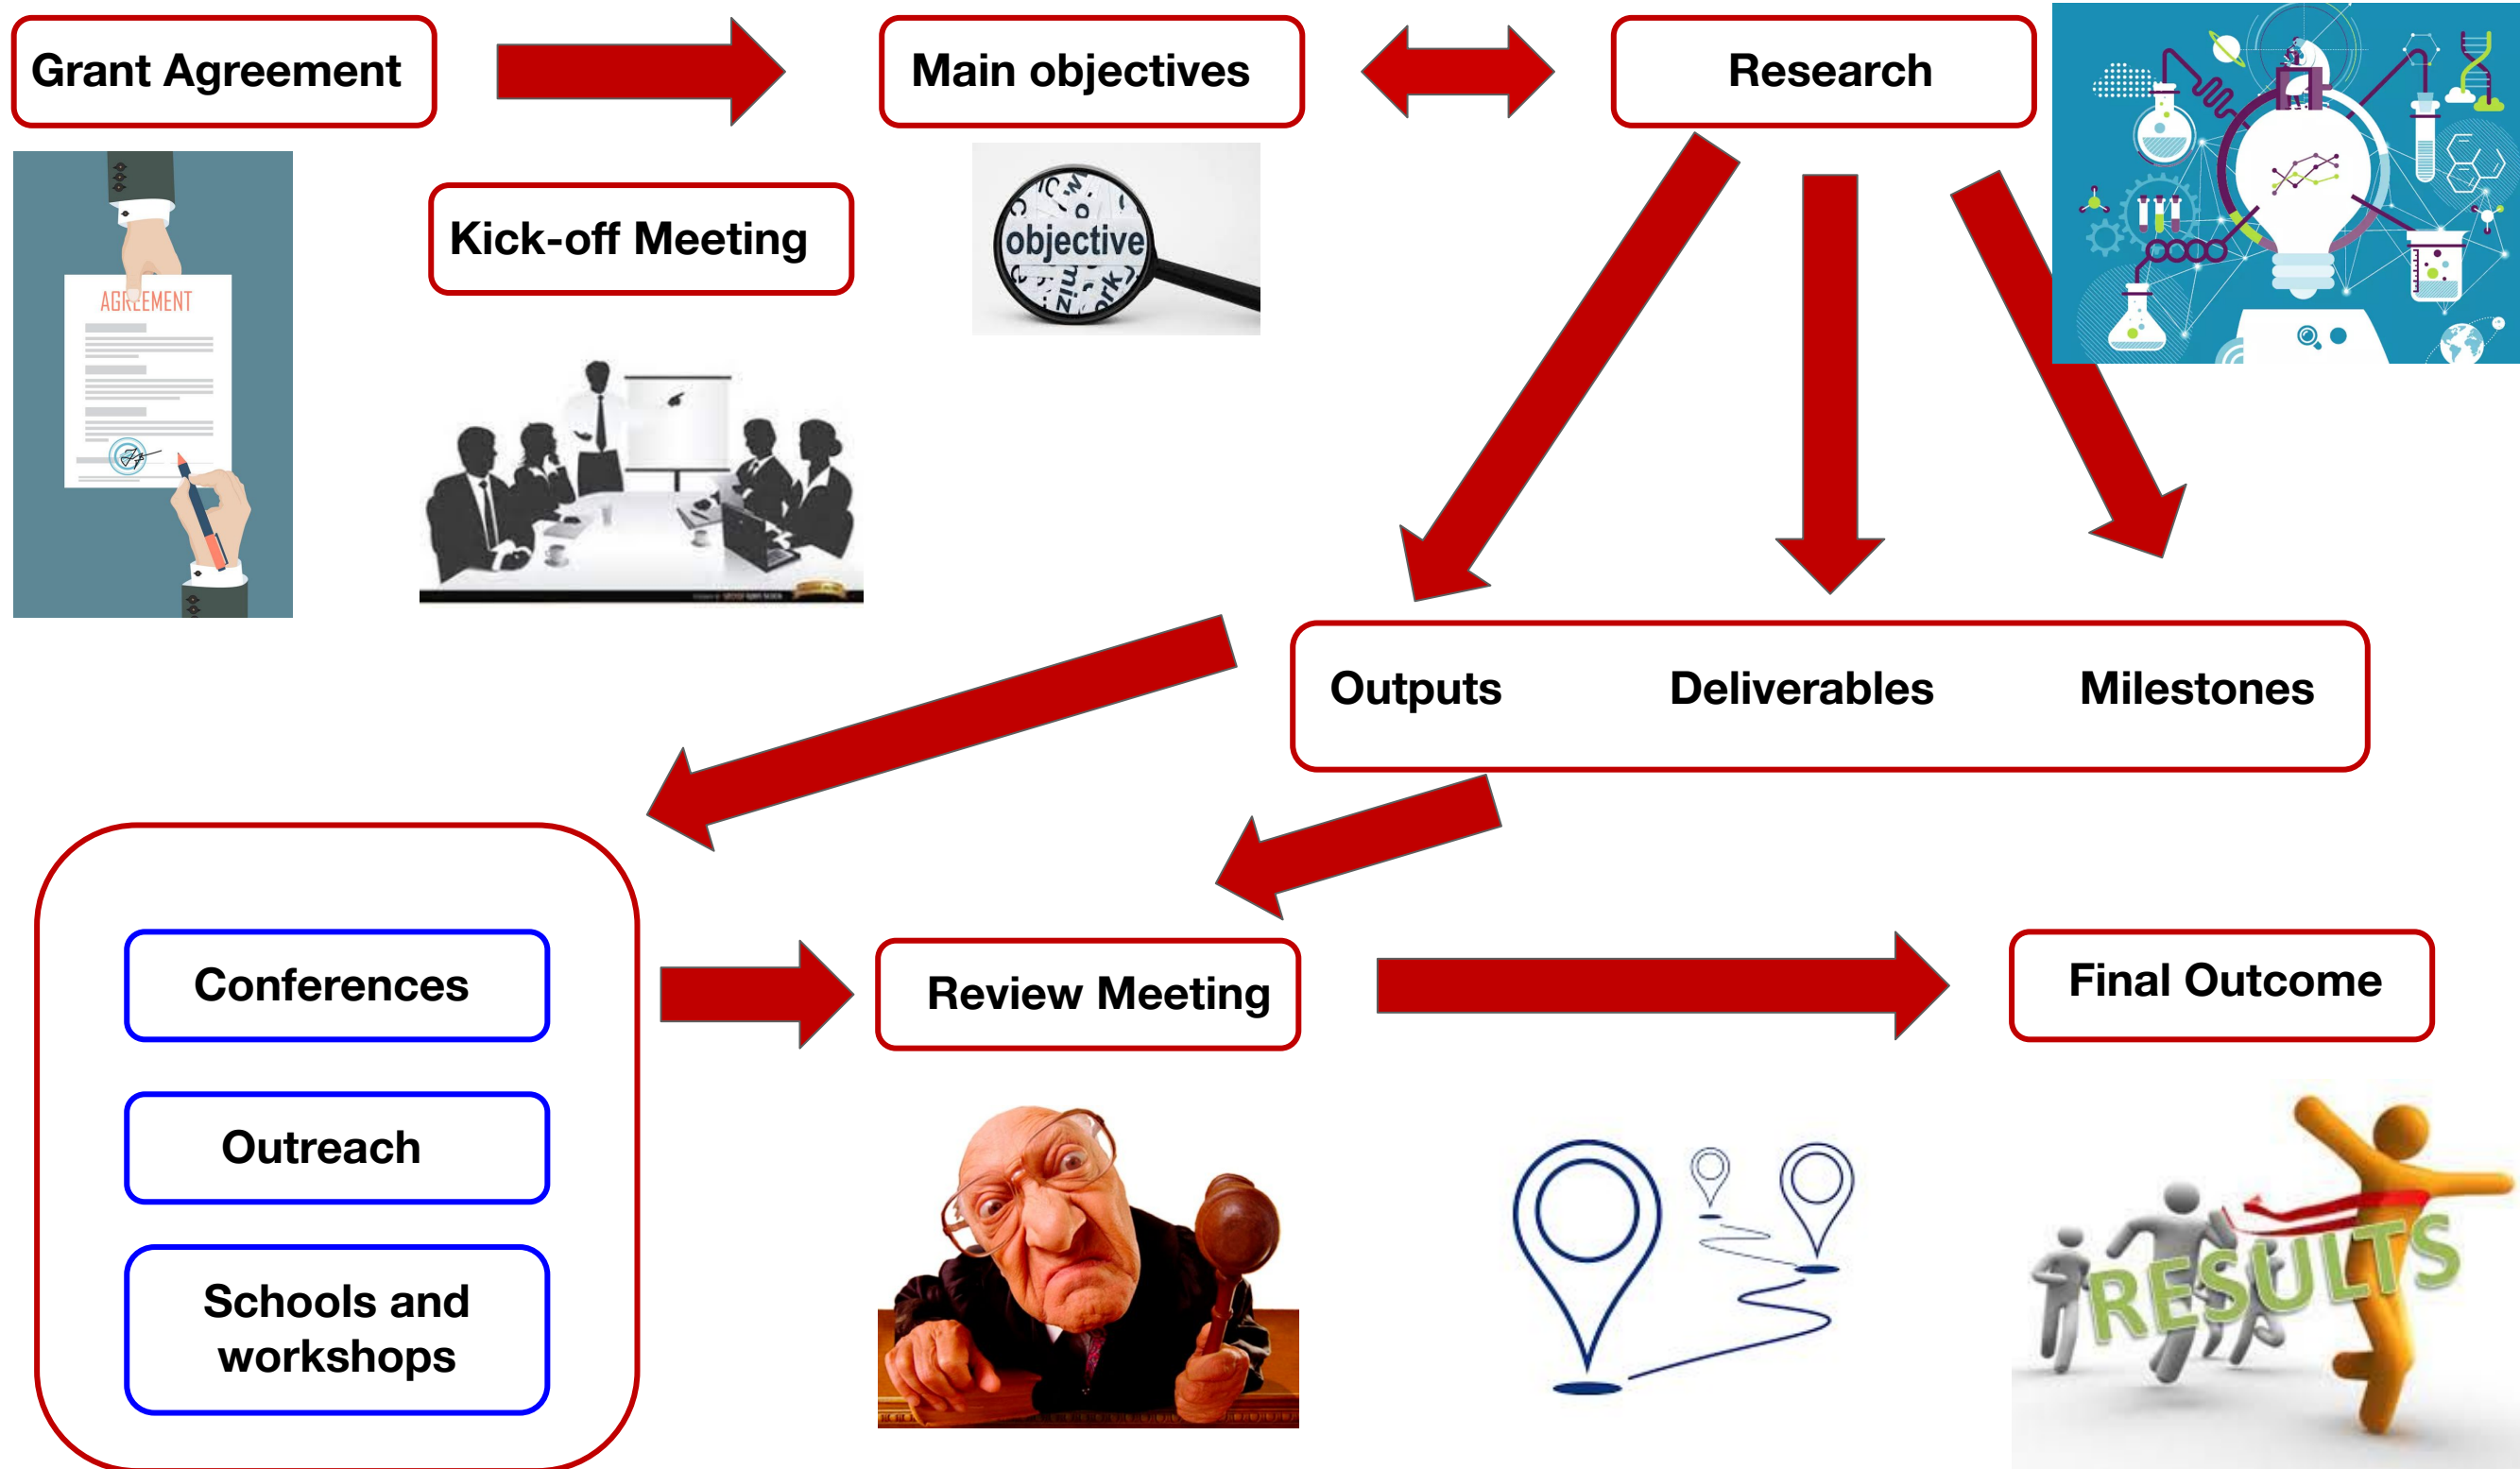 Grant Agreement
Main objectives
Research
Kick-off Meeting
AGREEMENT
objective
Outputs
Deliverables
Milestones
Conferences
Review Meeting
Final Outcome
Outreach
Schools and
workshops
RESULTS